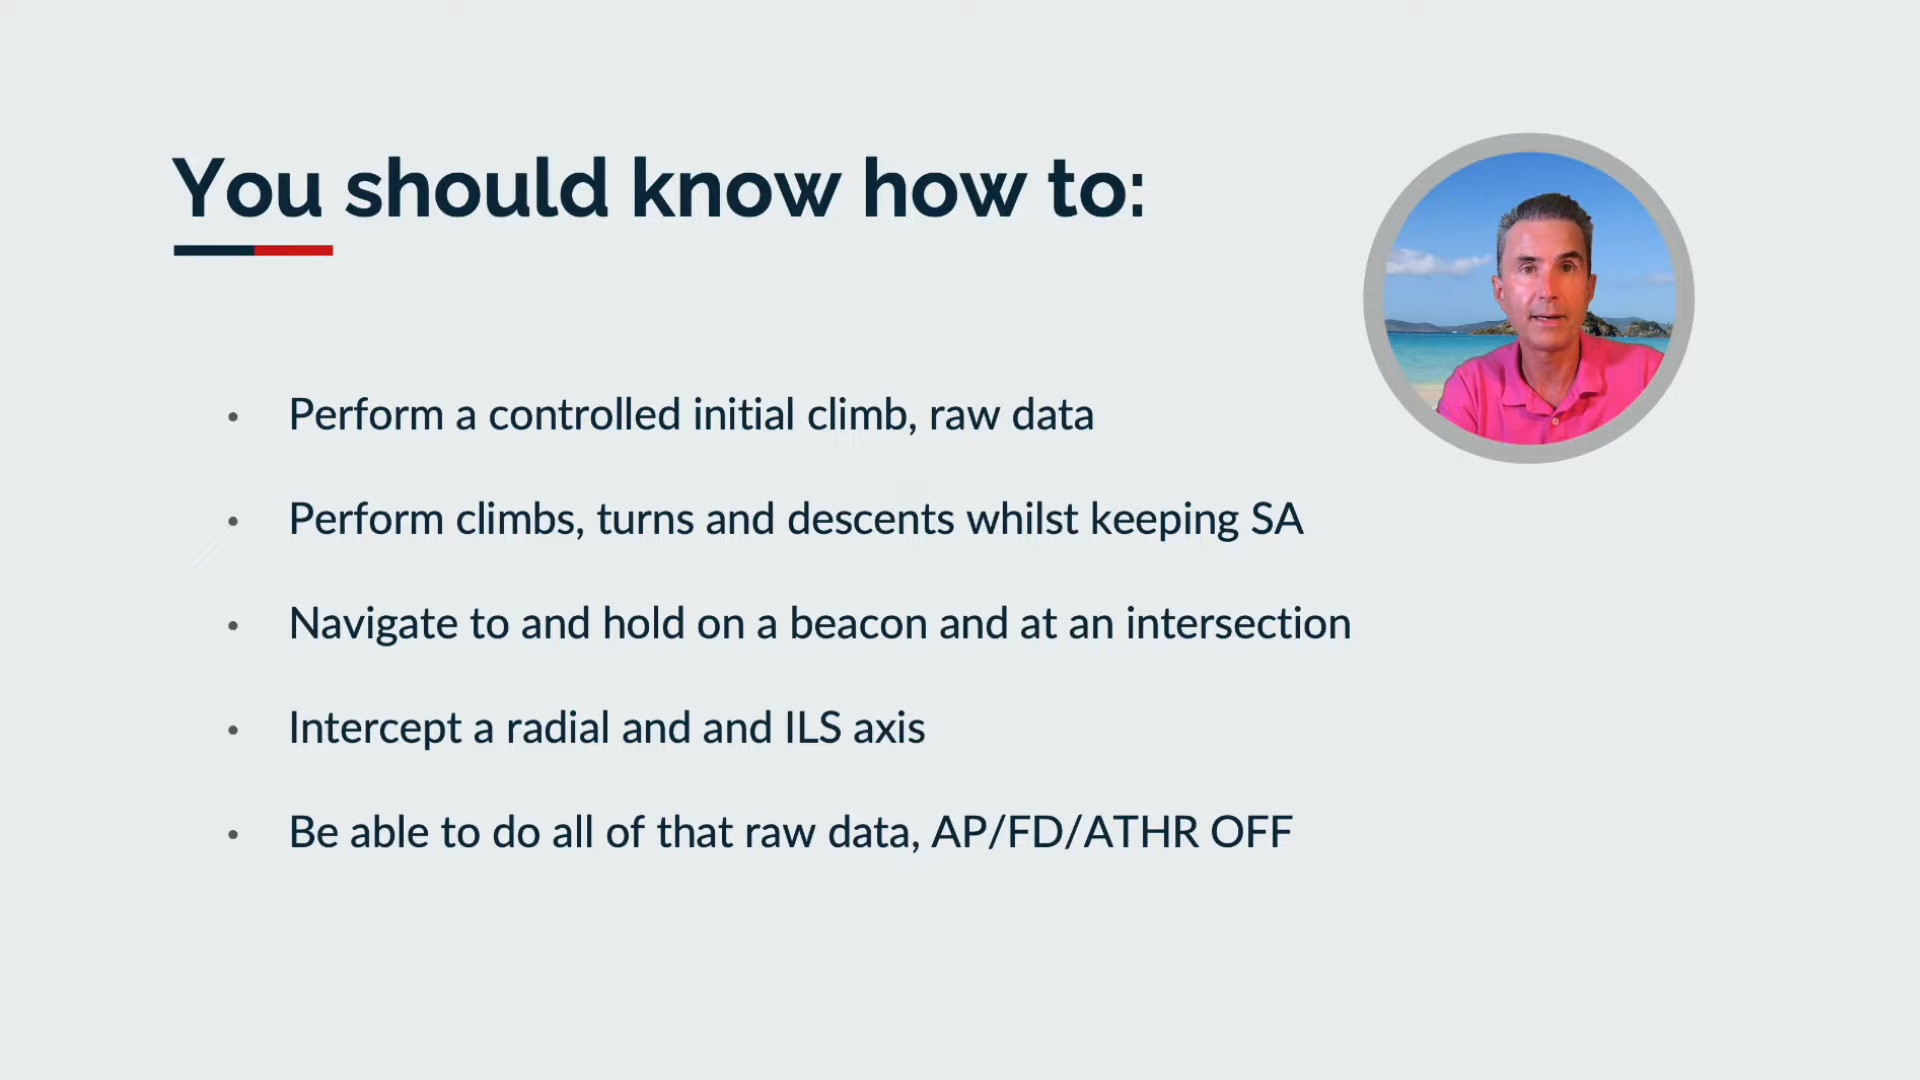 You should know how to:
• Perform a controlled initial climb, raw data
• Perform climbs, turns and descents whilst keeping SA
• Navigate to and hold on a beacon and at an intersection
• Intercept a radial and and ILS axis
• Be able to do all of that raw data, AP/FD/ATHR OFF